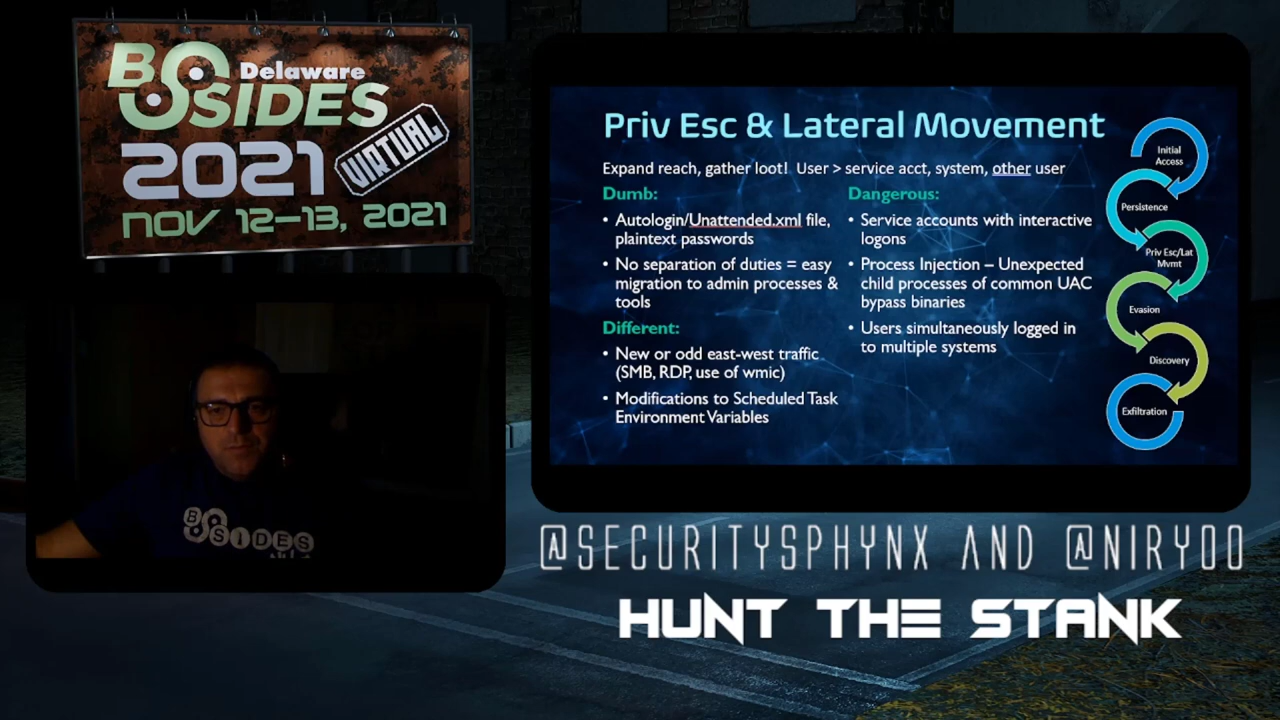 BSIDES
Delaware
2021
VIRTUAL
NOV 12-13, 2021
Priv Esc & Lateral Movement
Expand reach, gather loot! User > service acct, system, other user
Dumb:
• Autologin/Unattended.xml file,
plaintext passwords
• No separation of duties = easy
migration to admin processes &
tools
Different:
• New or odd east-west traffic
(SMB, RDP, use of wmic)
• Modifications to Scheduled Task
Environment Variables
Dangerous:
• Service accounts with interactive
logons
• Process Injection – Unexpected
child processes of common UAC
bypass binaries
• Users simultaneously logged in
to multiple systems
Initial
Access
Persistence
Priv Esc/Lat
Mvmt
Evasion
Discovery
Exfiltration
BSIDES
@SECURITYSPHYNX AND @NIRYOO
HUNT THE STANK